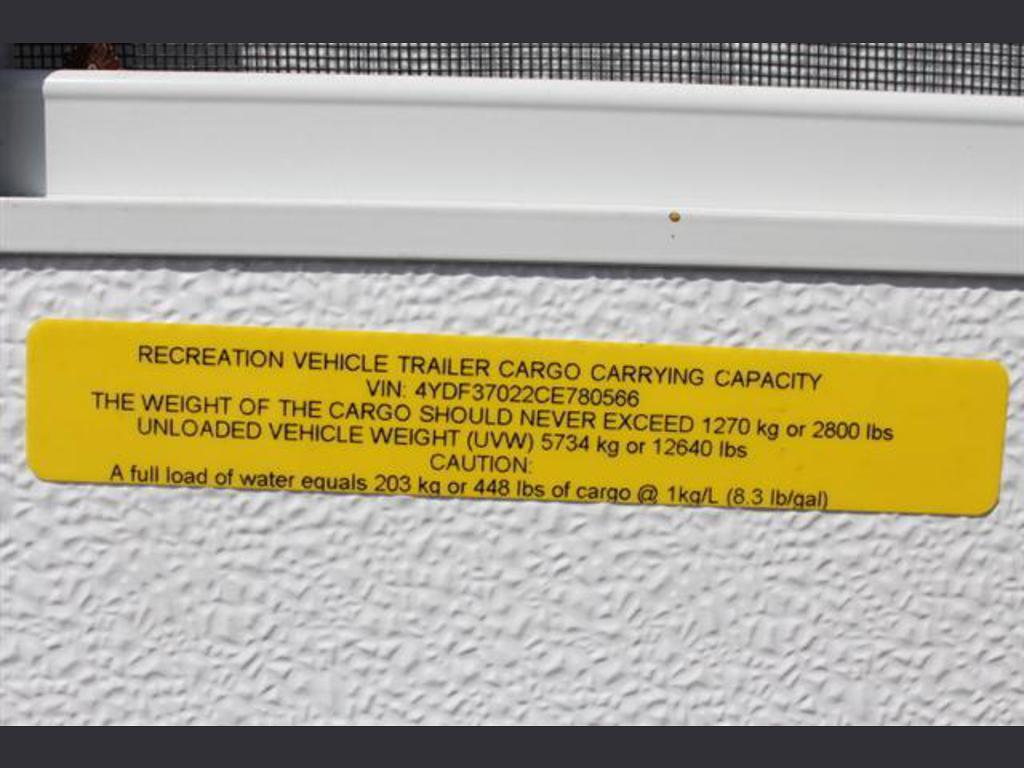 RECREATION VEHICLE TRAILER CARGO CARRYING CAPACITY
VIN: 4YDF37022CE780566
THE WEIGHT OF THE CARGO SHOULD NEVER EXCEED 1270 kg or 2800 lbs
UNLOADED VEHICLE WEIGHT (UVW) 5734 kg or 12640 lbs
CAUTION:
A full load of water equals 203 kg or 448 lbs of cargo @ 1kg/L (8.3 lb/gal)